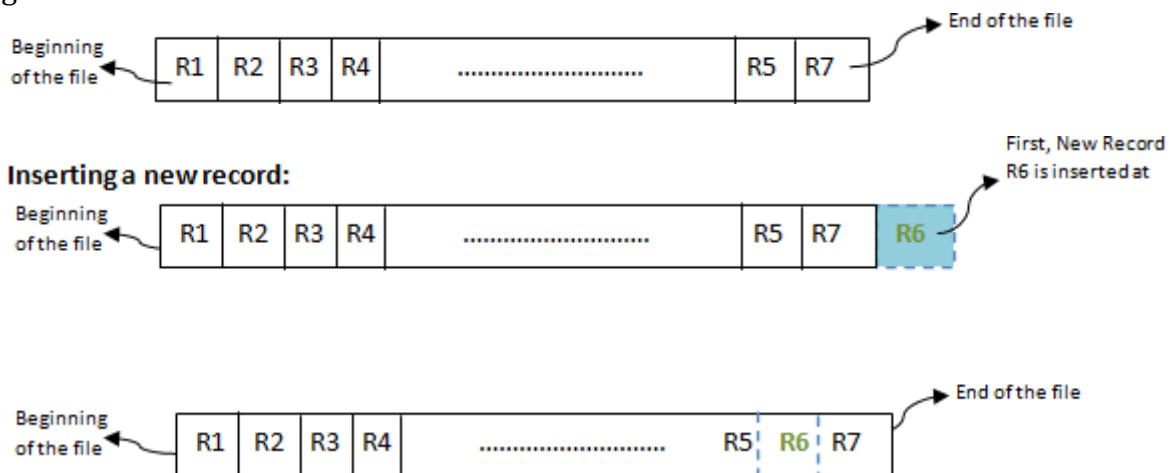 End of the file
Beginning
of the file
R1 R2 R3 R4 ............................ R5 R7
First, New Record
R6 is inserted at
Inserting a new record:
Beginning
of the file
R1 R2 R3 R4 ............................ R5 R7 R6
End of the file
Beginning
of the file
R1 R2 R3 R4 ............................ R5 R6 R7